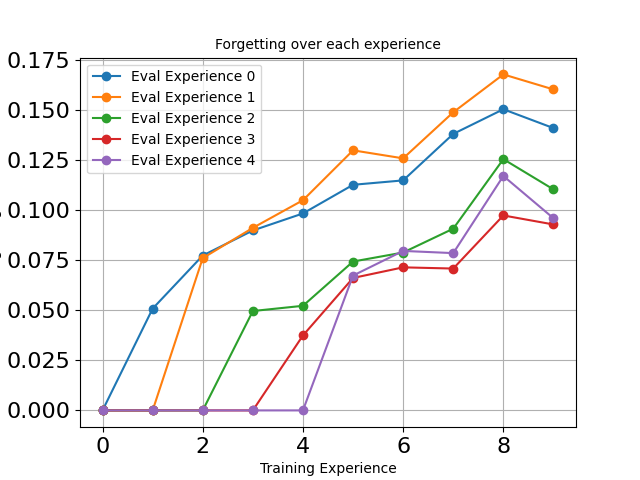 Forgetting over each experience
0.175
0.150
0.125
0.100
0.075
0.050
0.025
0.000
Eval Experience 0
Eval Experience 1
Eval Experience 2
Eval Experience 3
Eval Experience 4
0 2 4 6 8
Training Experience